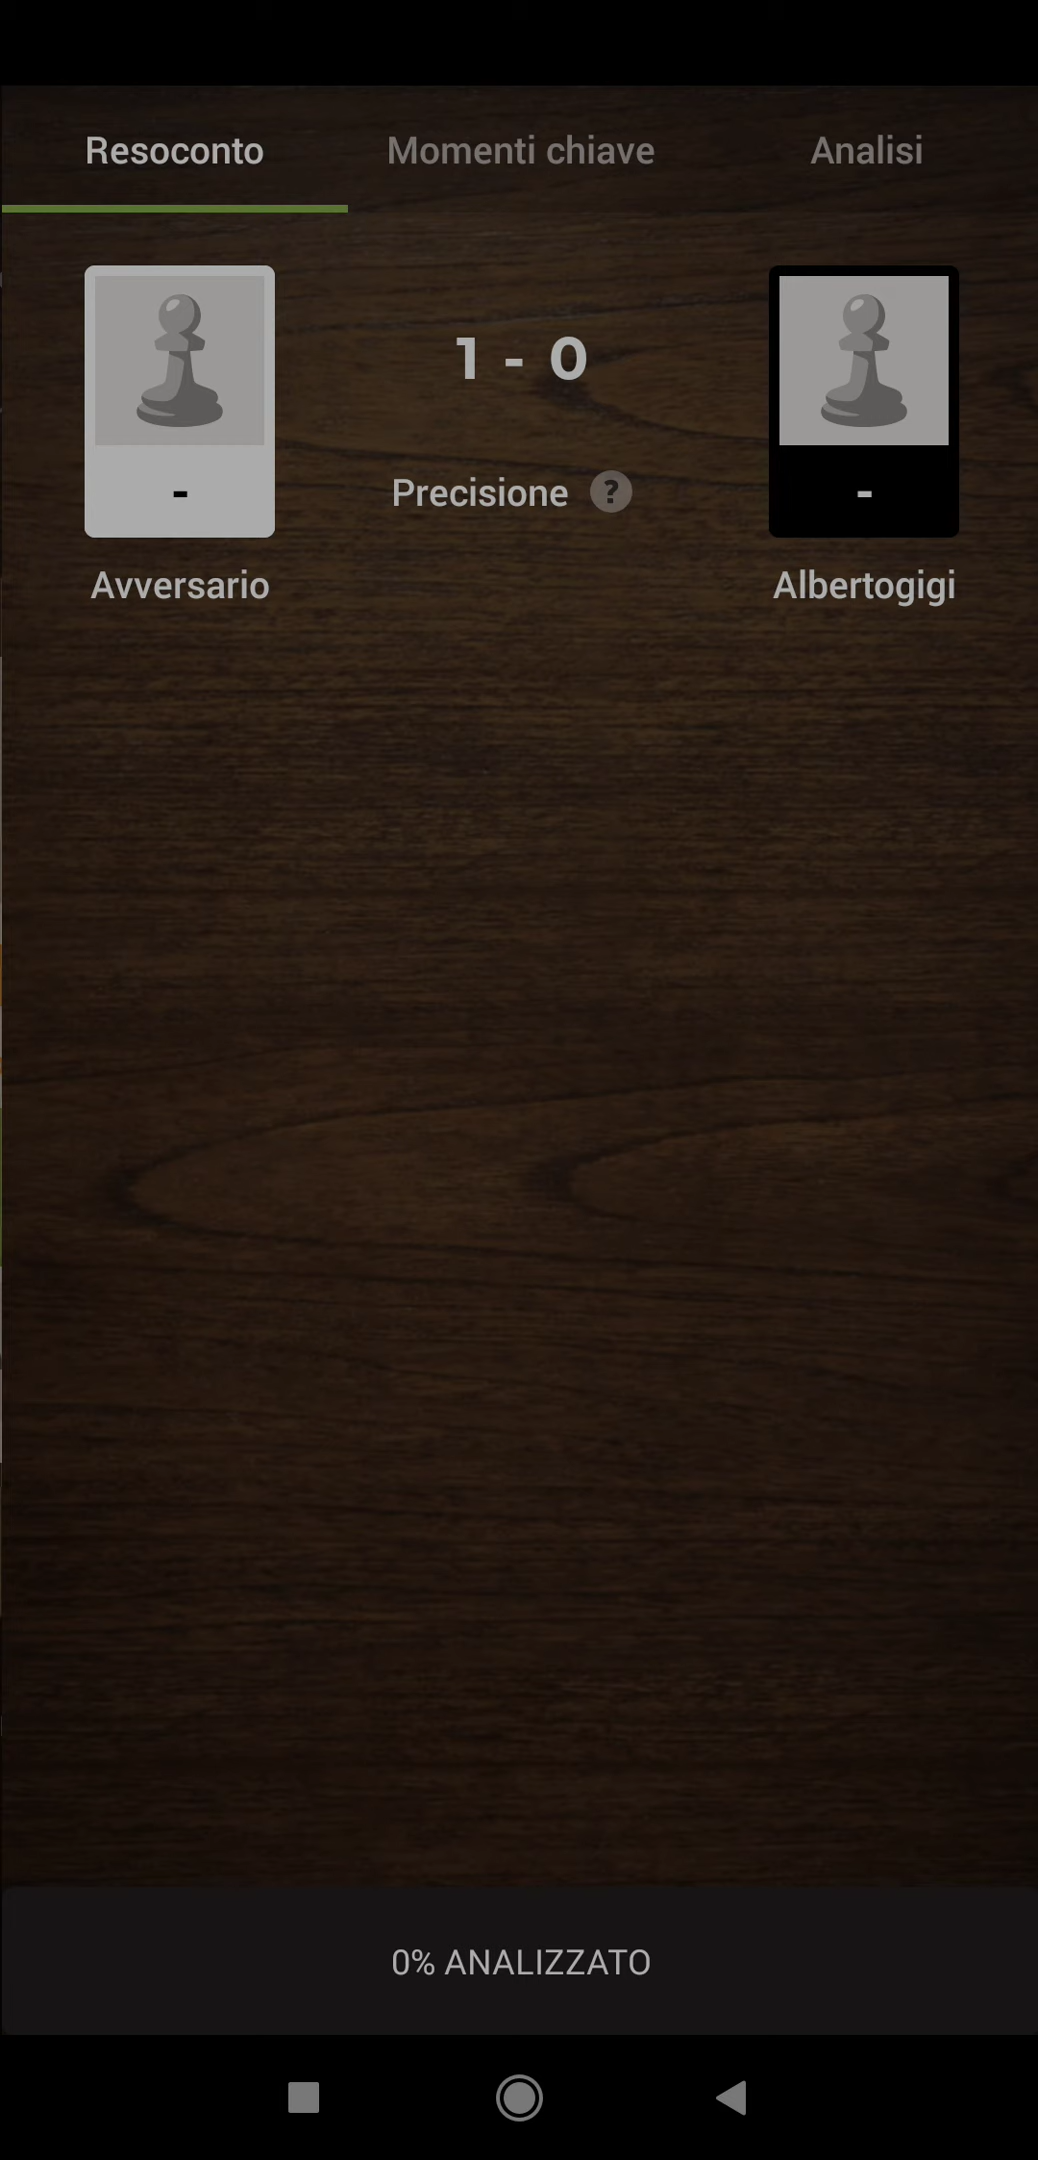 Resoconto Momenti chiave Analisi
1 - 0
Precisione ?
- -
Avversario Albertogigi
0% ANALIZZATO